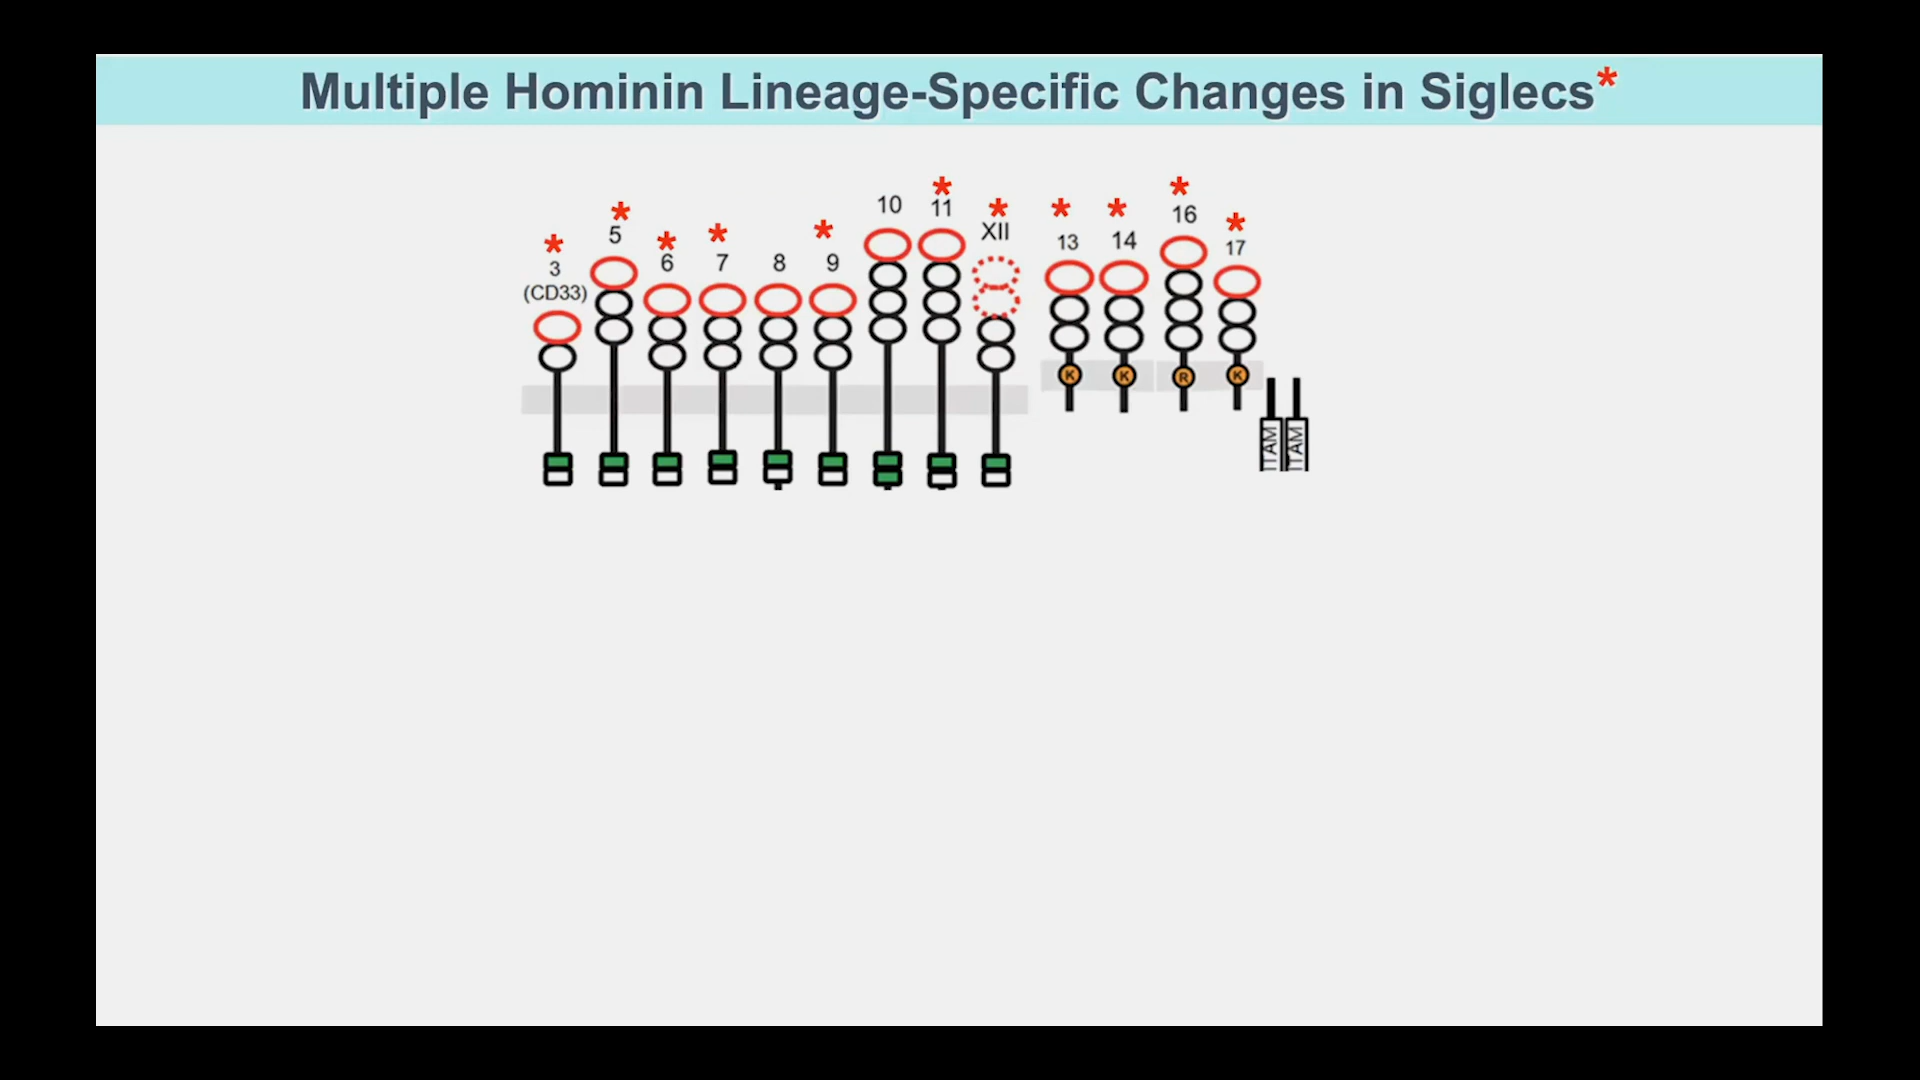 Multiple Hominin Lineage-Specific Changes in Siglecs*
* * * * * * * * * * *
3 5 6 7 8 9 10 11 XII 13 14 16 17
(CD33)
K K R K
ITAM ITAM